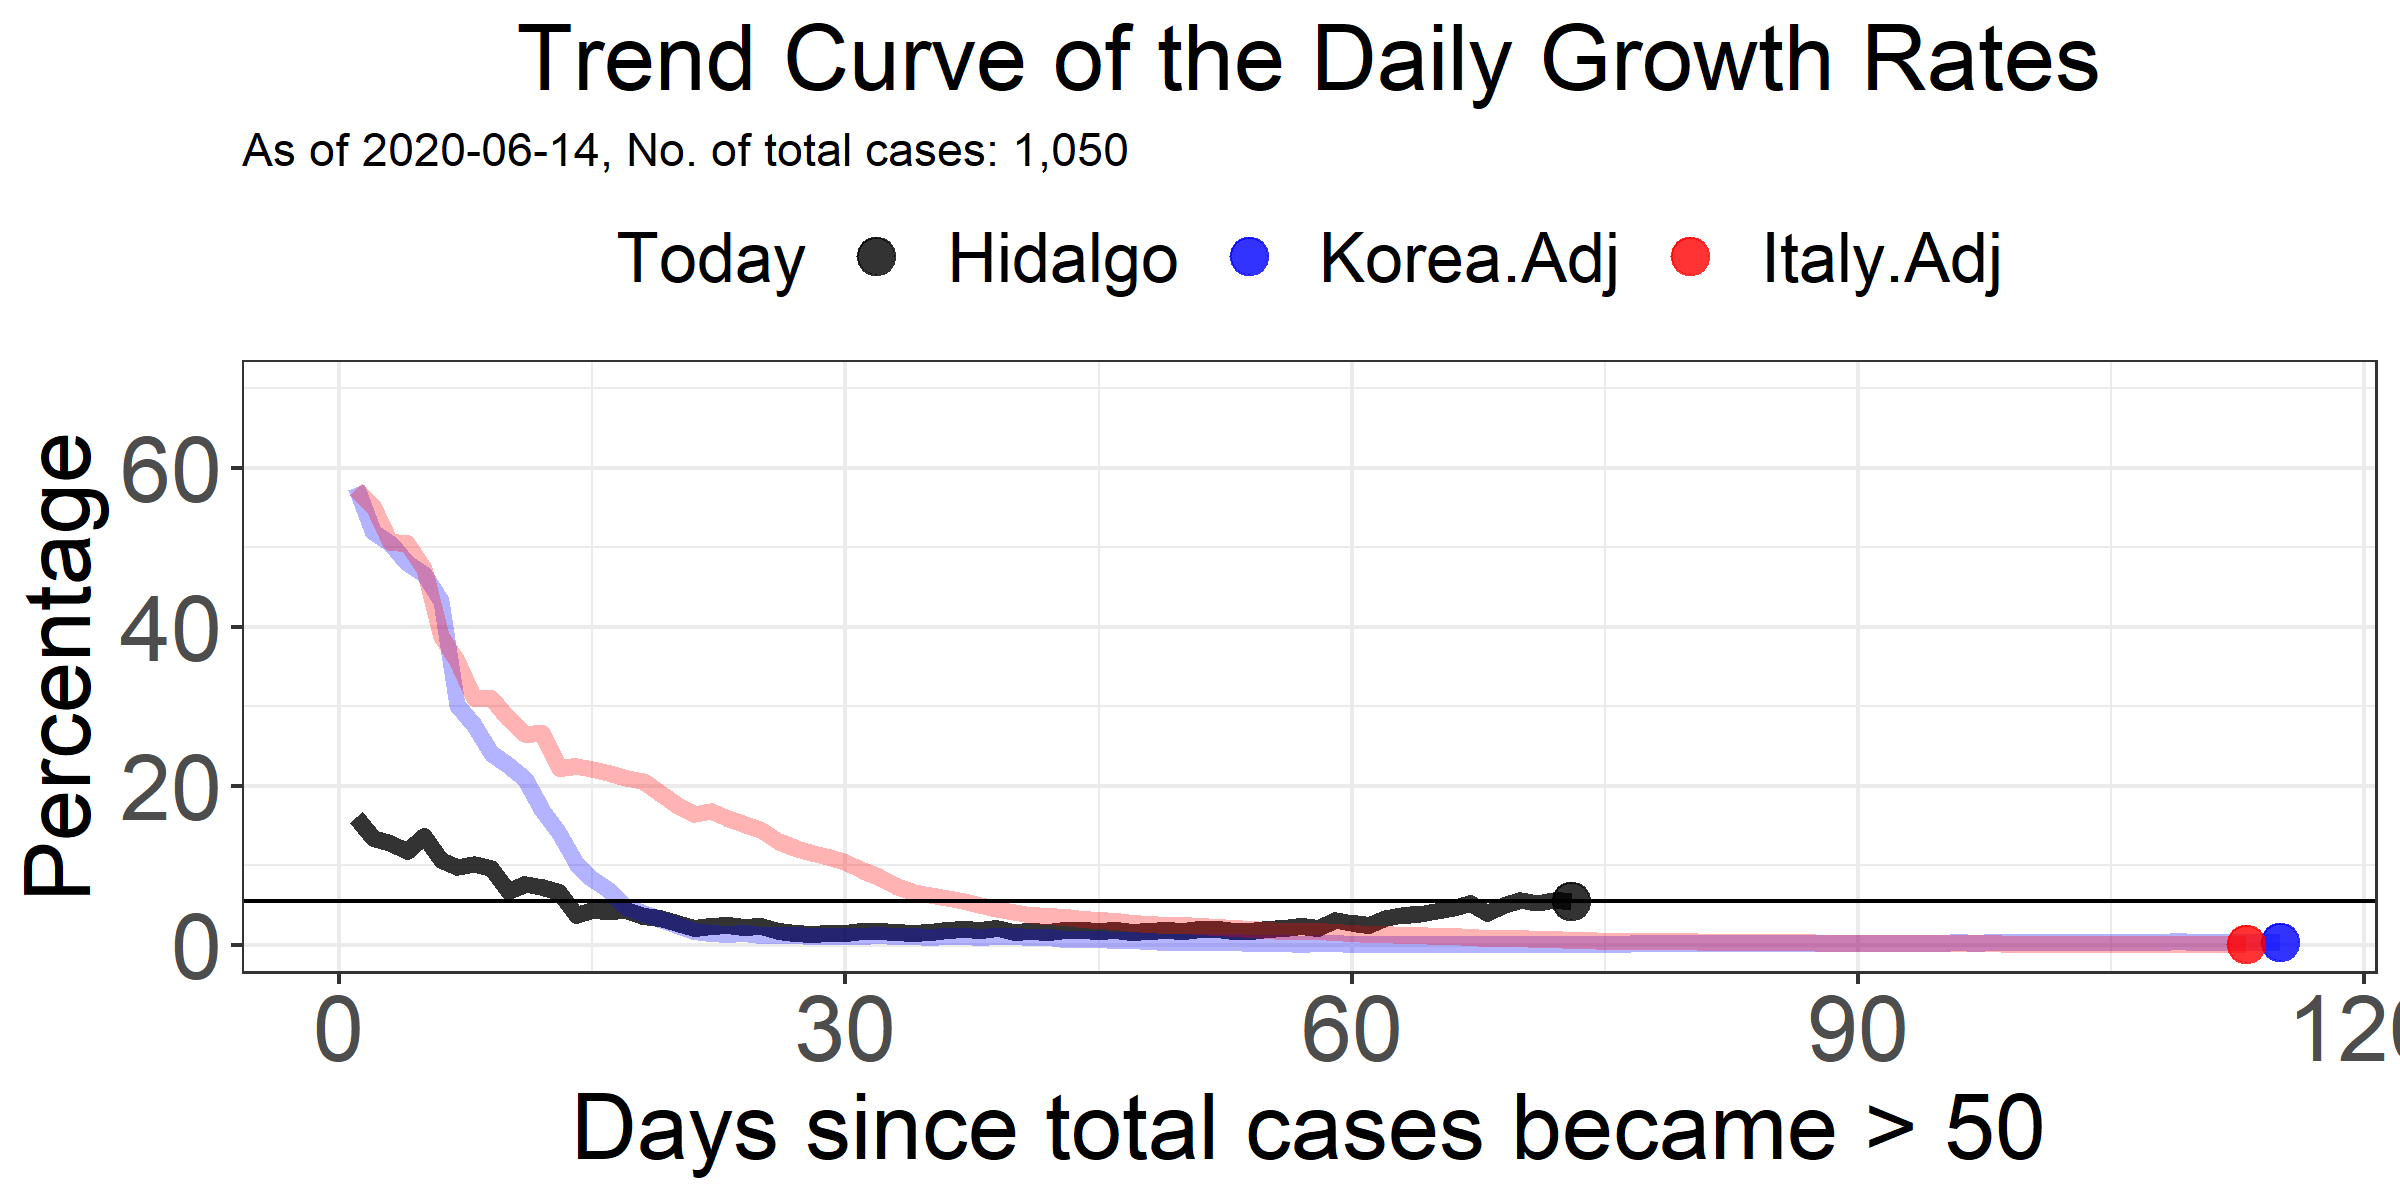 Trend Curve of the Daily Growth Rates
As of 2020-06-14, No. of total cases: 1,050
Today Hidalgo Korea.Adj Italy.Adj
Percentage
60
40
20
0
0 30 60 90 120
Days since total cases became > 50